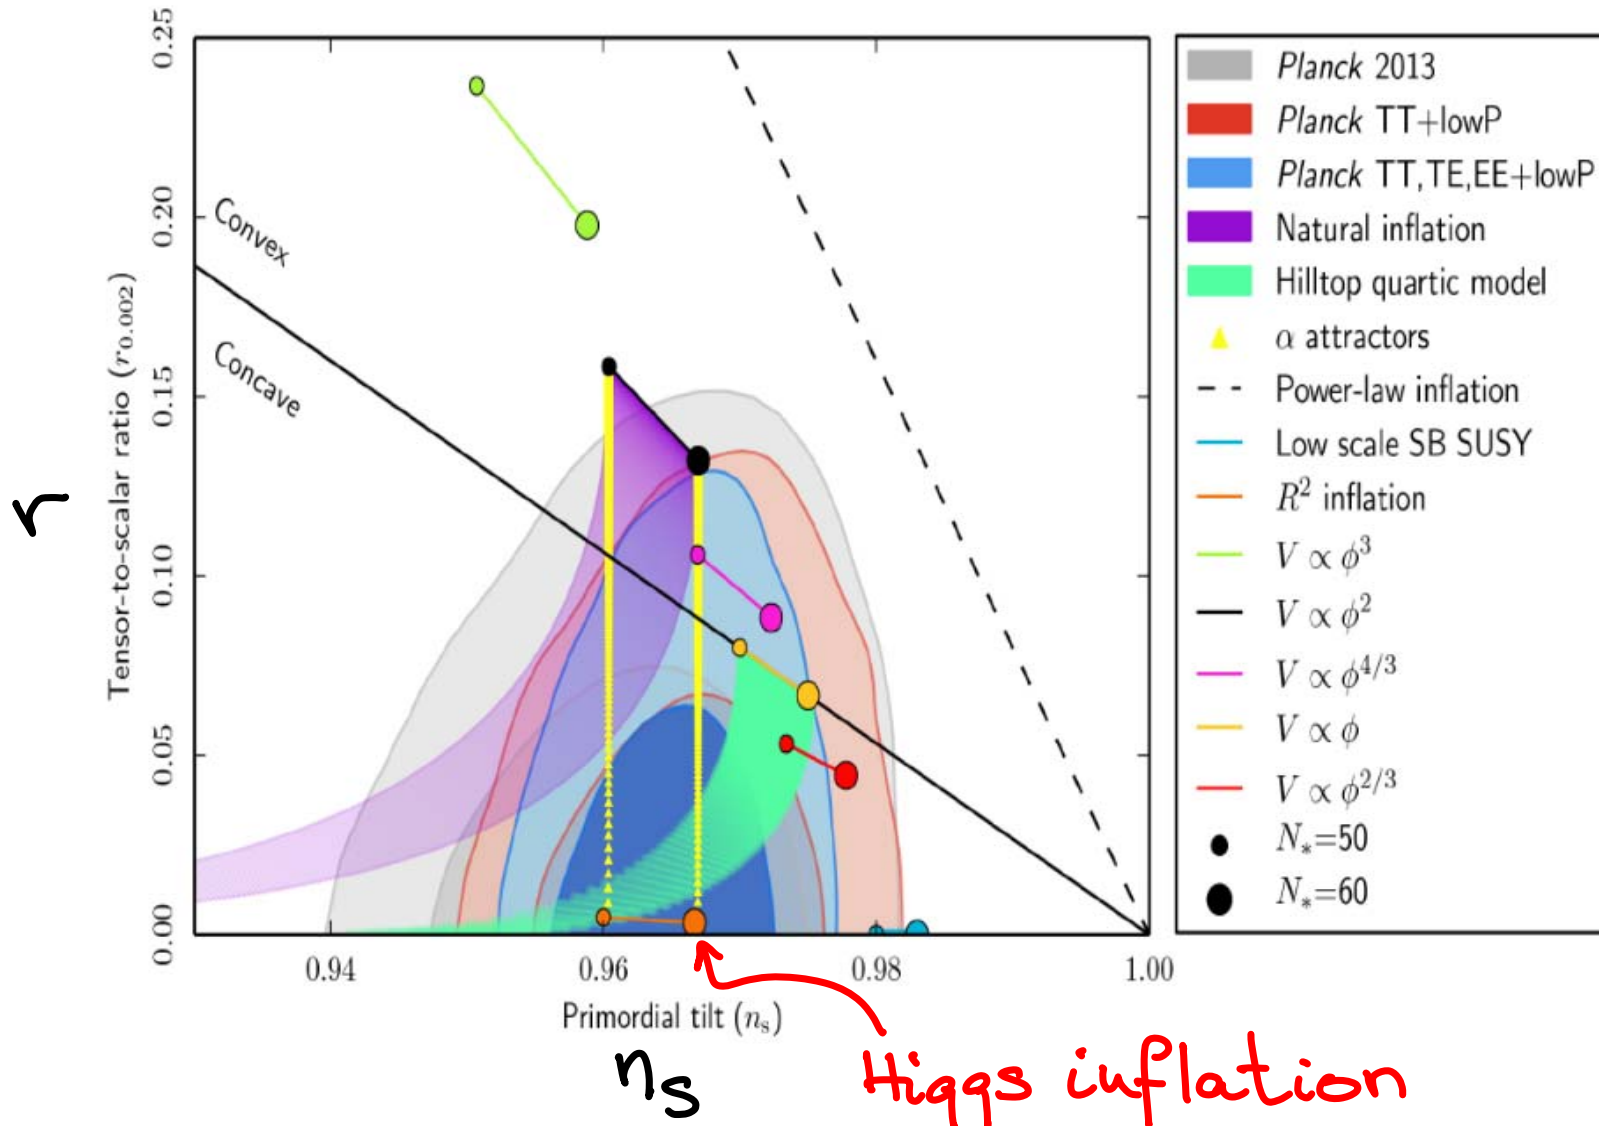 0.25
0.20
0.15
0.10
0.05
0.00
Tensor-to-scalar ratio (r0.002)
r
Convex
Concave
0.94
0.96
0.98
1.00
Primordial tilt (ns)
ns
Higgs inflation
Planck 2013
Planck TT+lowP
Planck TT,TE,EE+lowP
Natural inflation
Hilltop quartic model
α attractors
Power-law inflation
Low scale SB SUSY
R² inflation
V ∝ ϕ³
V ∝ ϕ²
V ∝ ϕ^4/3
V ∝ ϕ
V ∝ ϕ^2/3
N*=50
N*=60